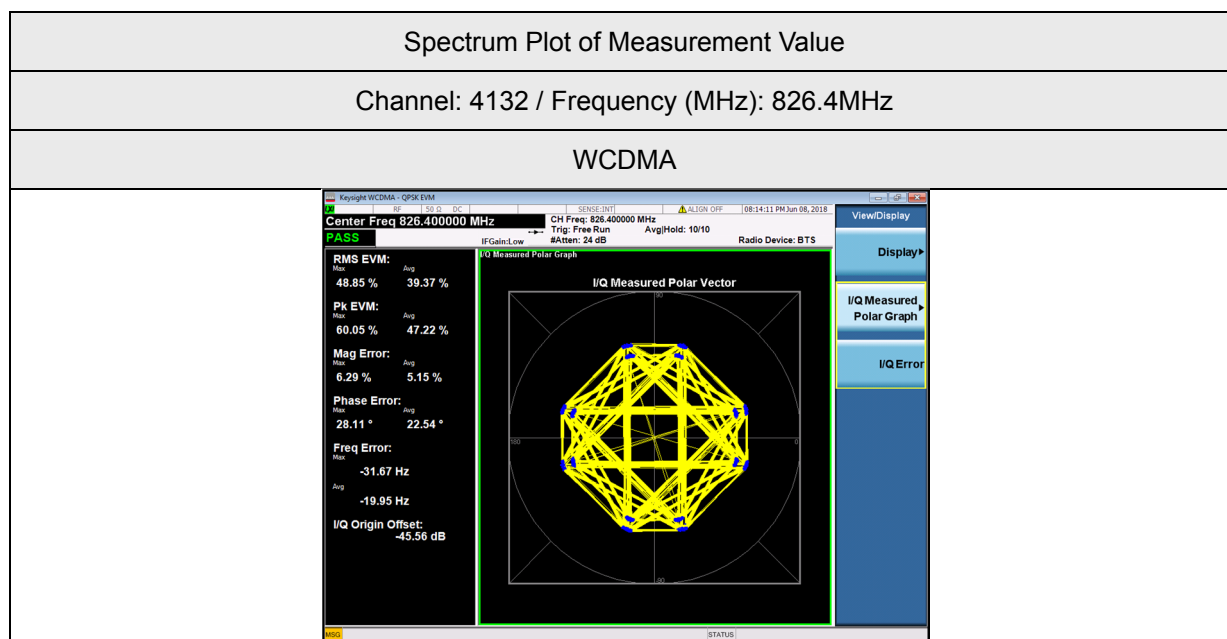 Spectrum Plot of Measurement Value
Channel: 4132 / Frequency (MHz): 826.4MHz
WCDMA
Keysight WCDMA - QPSK EVM
RF 50 Ω DC SENSE:INT ALIGN OFF 08:14:11 PM Jun 08, 2018
Center Freq 826.400000 MHz
CH Freq: 826.400000 MHz
Trig: Free Run Avg|Hold: 10/10
PASS
IFGain:Low #Atten: 24 dB Radio Device: BTS
RMS EVM:
Max Avg
48.85 % 39.37 %
Pk EVM:
Max Avg
60.05 % 47.22 %
Mag Error:
Max Avg
6.29 % 5.15 %
Phase Error:
Max Avg
28.11 ° 22.54 °
Freq Error:
Max
-31.67 Hz
Avg
-19.95 Hz
I/Q Origin Offset:
-45.56 dB
I/Q Measured Polar Graph
I/Q Measured Polar Vector
90
180
0
-90
View/Display
Display
I/Q Measured
Polar Graph
I/Q Error
MSG
STATUS